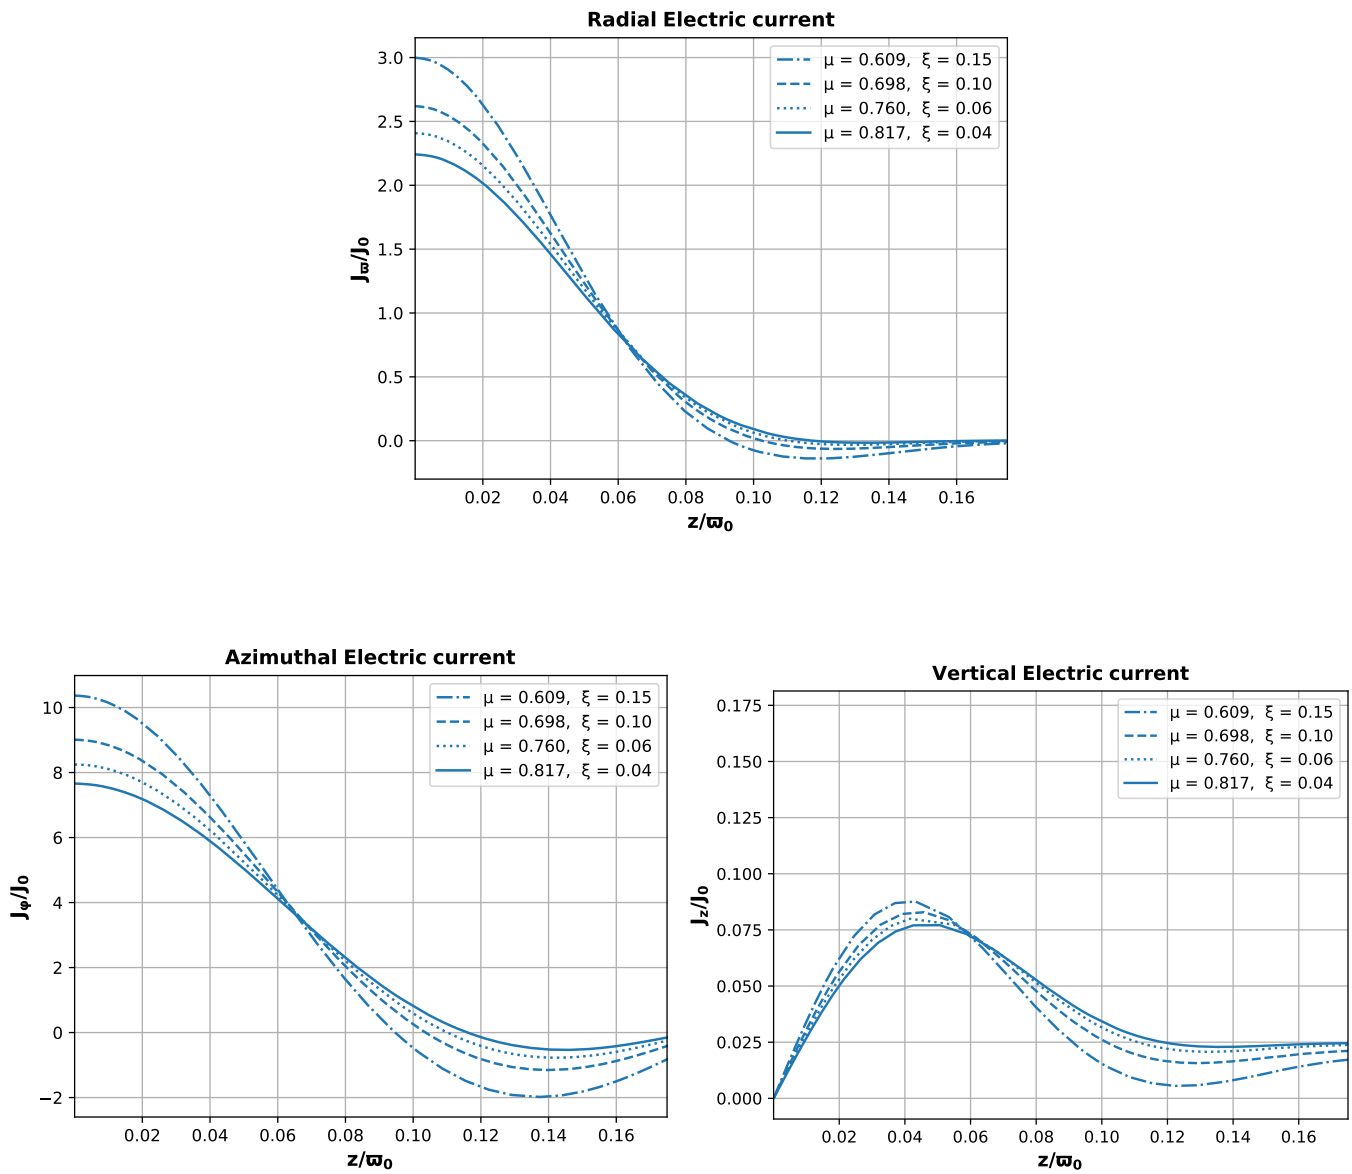 Radial Electric current
3.0
2.5
2.0
1.5
1.0
0.5
0.0
Jϖ/J0
μ = 0.609, ξ = 0.15
μ = 0.698, ξ = 0.10
μ = 0.760, ξ = 0.06
μ = 0.817, ξ = 0.04
0.02 0.04 0.06 0.08 0.10 0.12 0.14 0.16
z/ϖ0
Azimuthal Electric current
10
8
6
4
2
0
−2
Jφ/J0
μ = 0.609, ξ = 0.15
μ = 0.698, ξ = 0.10
μ = 0.760, ξ = 0.06
μ = 0.817, ξ = 0.04
0.02 0.04 0.06 0.08 0.10 0.12 0.14 0.16
z/ϖ0
Vertical Electric current
0.175
0.150
0.125
0.100
0.075
0.050
0.025
0.000
Jz/J0
μ = 0.609, ξ = 0.15
μ = 0.698, ξ = 0.10
μ = 0.760, ξ = 0.06
μ = 0.817, ξ = 0.04
0.02 0.04 0.06 0.08 0.10 0.12 0.14 0.16
z/ϖ0